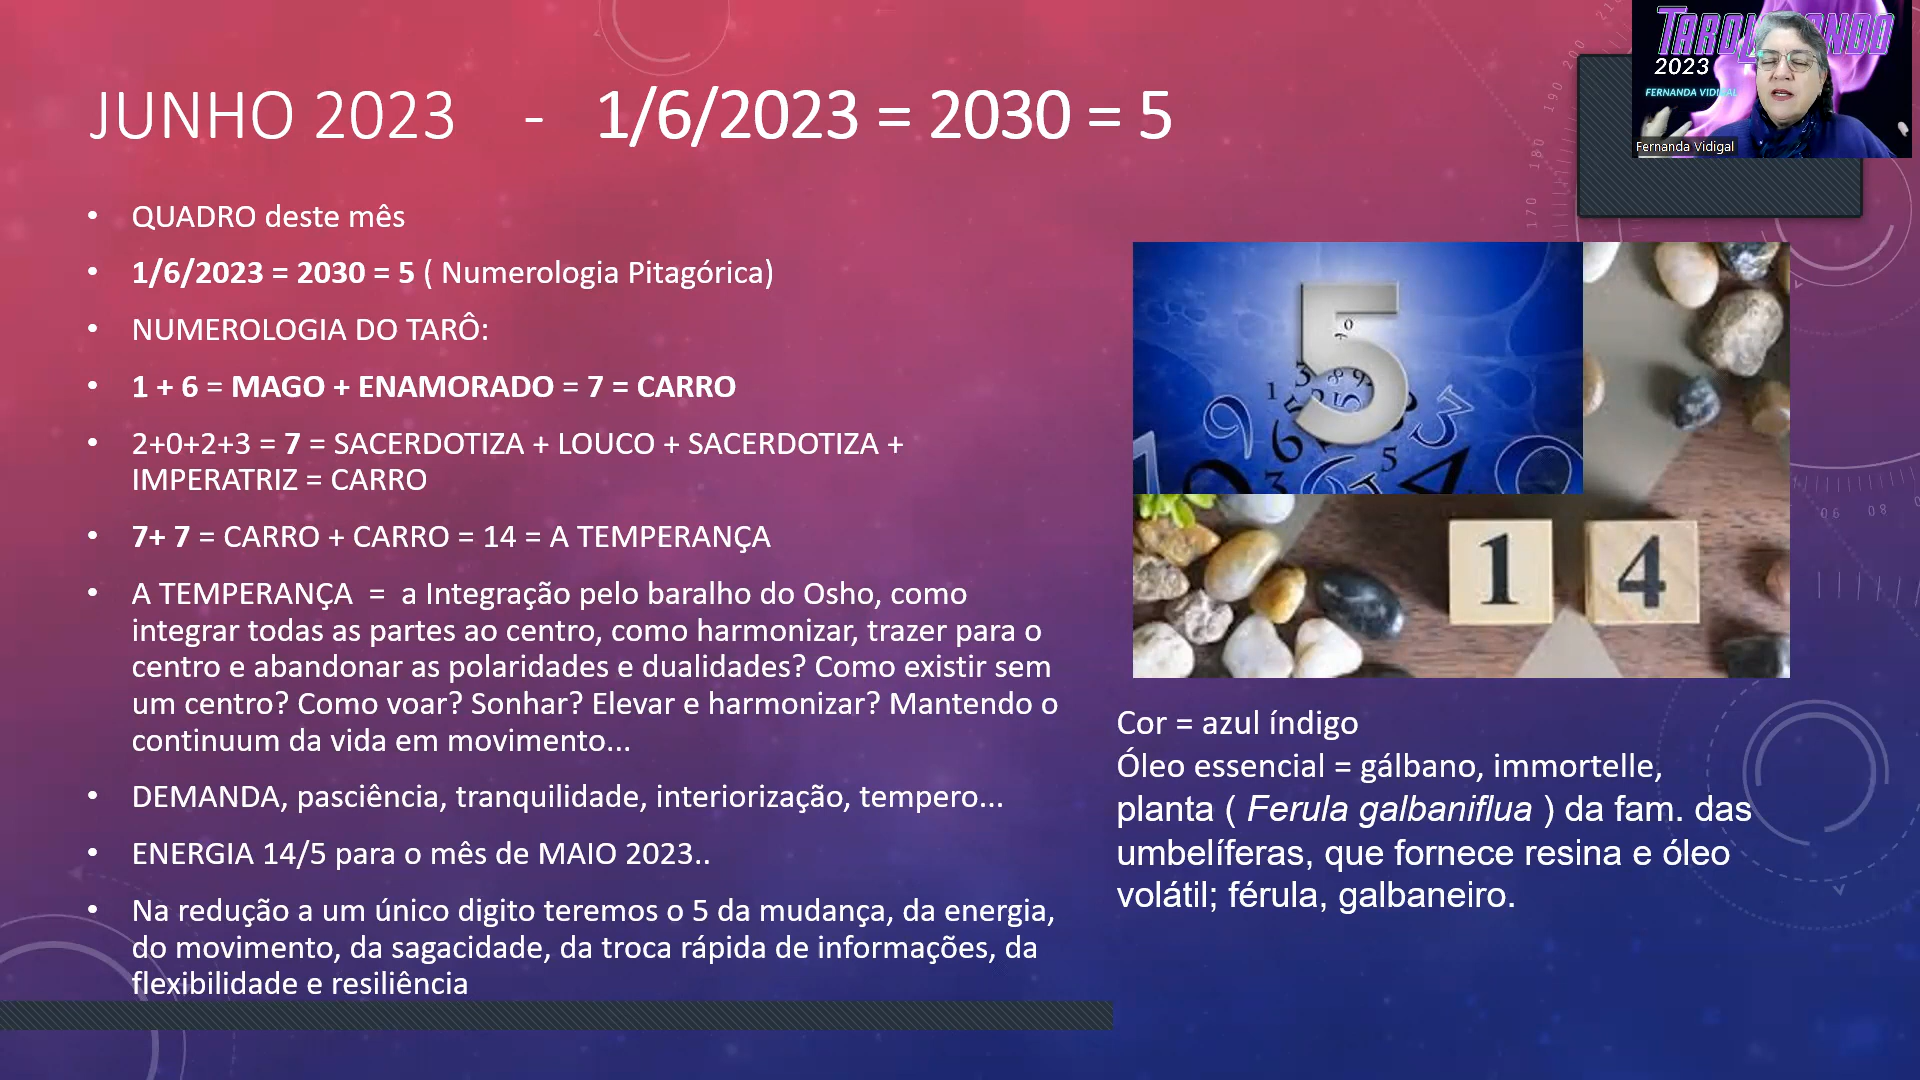 JUNHO 2023 - 1/6/2023 = 2030 = 5
• QUADRO deste mês
• 1/6/2023 = 2030 = 5 ( Numerologia Pitagórica)
• NUMEROLOGIA DO TARÔ:
• 1 + 6 = MAGO + ENAMORADO = 7 = CARRO
• 2+0+2+3 = 7 = SACERDOTIZA + LOUCO + SACERDOTIZA +
IMPERATRIZ = CARRO
• 7+ 7 = CARRO + CARRO = 14 = A TEMPERANÇA
• A TEMPERANÇA = a Integração pelo baralho do Osho, como
integrar todas as partes ao centro, como harmonizar, trazer para o
centro e abandonar as polaridades e dualidades? Como existir sem
um centro? Como voar? Sonhar? Elevar e harmonizar? Mantendo o
continuum da vida em movimento...
• DEMANDA, pasciência, tranquilidade, interiorização, tempero...
• ENERGIA 14/5 para o mês de MAIO 2023..
• Na redução a um único digito teremos o 5 da mudança, da energia,
do movimento, da sagacidade, da troca rápida de informações, da
flexibilidade e resiliência
2023
FERNANDA VIDIGAL
Fernanda Vidigal
5
1 4
Cor = azul índigo
Óleo essencial = gálbano, immortelle,
planta ( Ferula galbaniflua ) da fam. das
umbelíferas, que fornece resina e óleo
volátil; férula, galbaneiro.